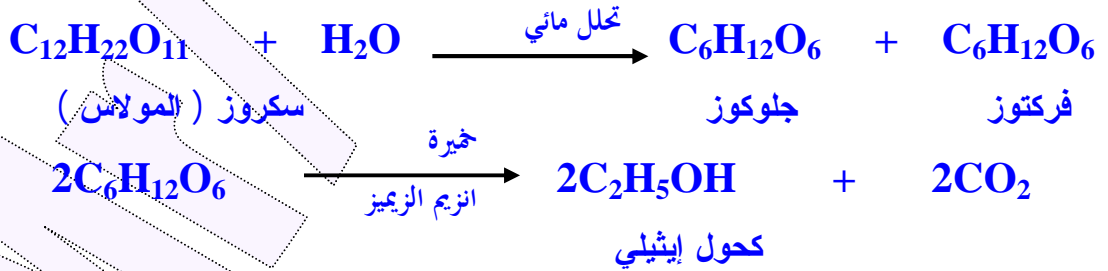 C₁₂H₂₂O₁₁ + H₂O تحلل مائي C₆H₁₂O₆ + C₆H₁₂O₆
سكروز ( المولاس ) جلوكوز فركتوز
2C₆H₁₂O₆ خميرة انزيم الزيميز 2C₂H₅OH + 2CO₂
كحول إيثيلي